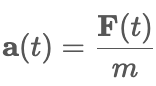 𝐚(t) = 𝐅(t)/m